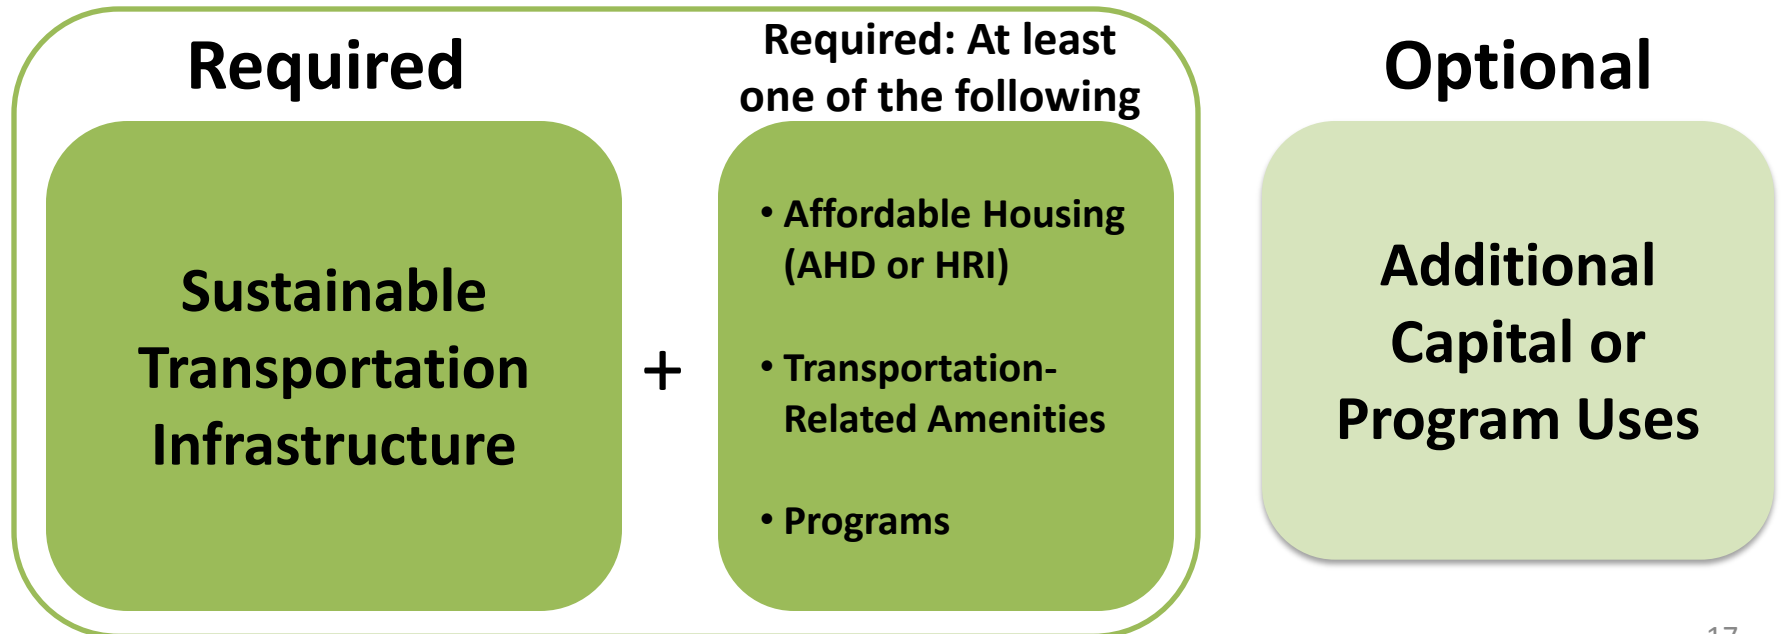 Required
Sustainable
Transportation
Infrastructure
+
Required: At least
one of the following
• Affordable Housing
(AHD or HRI)
• Transportation-
Related Amenities
• Programs
Optional
Additional
Capital or
Program Uses
17